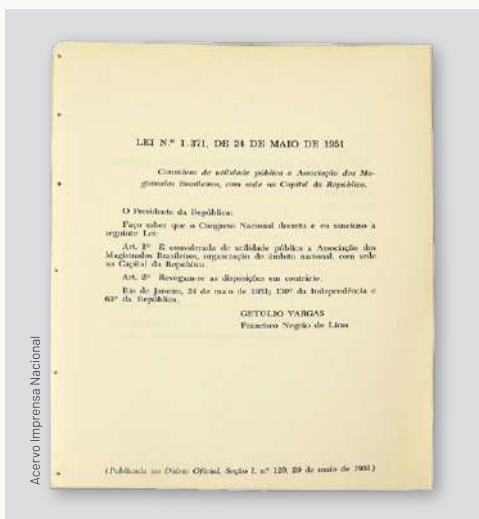 LEI N.º 1.371, DE 24 DE MAIO DE 1951
Considera de utilidade pública a Associação dos Ma-
gistrados Brasileiros, com sede na Capital da República.
O Presidente da República:
Faço saber que o Congresso Nacional decreta e eu sanciono a
seguinte Lei:
Art. 1º É considerada de utilidade pública a Associação dos
Magistrados Brasileiros, organização de âmbito nacional, com sede
na Capital da República.
Art. 2º Revogam-se as disposições em contrário.
Rio de Janeiro, 24 de maio de 1951; 130º da Independência e
63º da República.
GETÚLIO VARGAS
Francisco Negrão de Lima
(Publicada no Diário Oficial, Seção I, nº 120, 29 de maio de 1951)
Acervo Imprensa Nacional